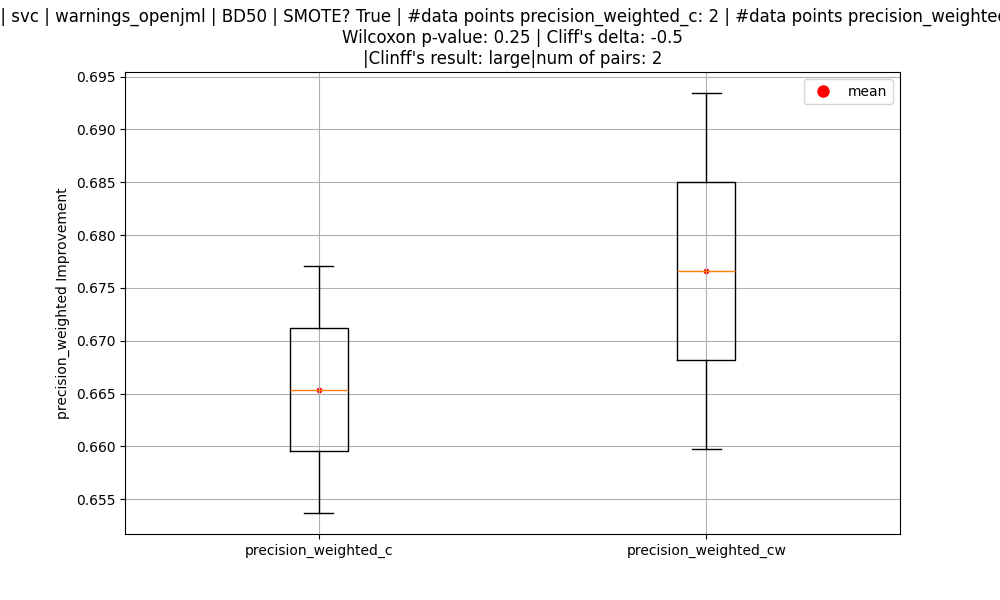 | svc | warnings_openjml | BD50 | SMOTE? True | #data points precision_weighted_c: 2 | #data points
Wilcoxon p-value: 0.25 | Cliff's delta: -0.5
|Clinff's result: large|num of pairs: 2
mean
precision_weighted Improvement
0.695
0.690
0.685
0.680
0.675
0.670
0.665
0.660
0.655
precision_weighted_c
precision_weighted_cw